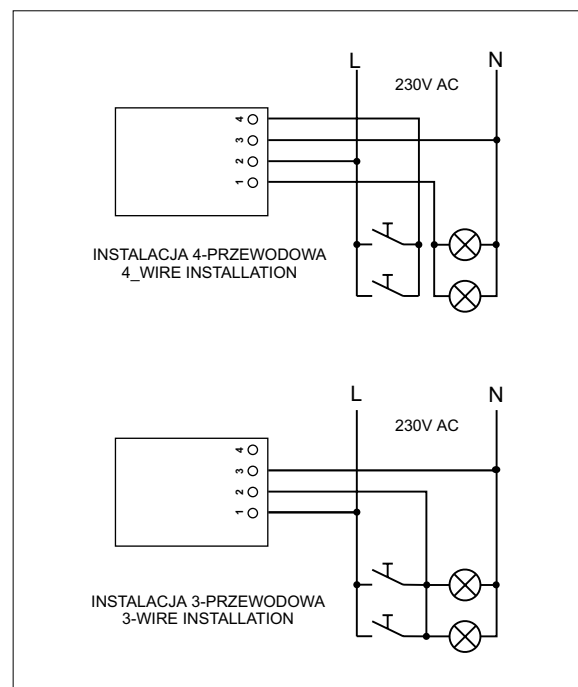 L N
230V AC
4
3
2
1
INSTALACJA 4-PRZEWODOWA
4_WIRE INSTALLATION
L N
230V AC
4
3
2
1
INSTALACJA 3-PRZEWODOWA
3-WIRE INSTALLATION